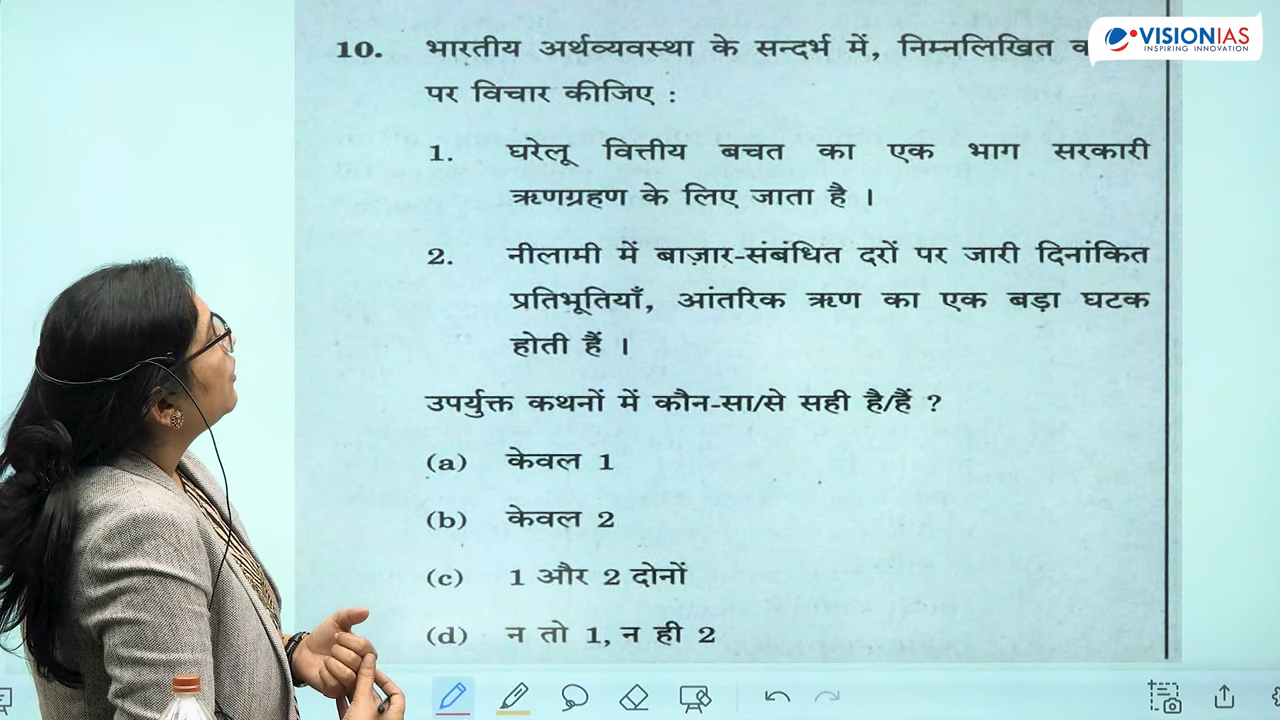 VISIONIAS
INSPIRING INNOVATION
10. भारतीय अर्थव्यवस्था के सन्दर्भ में, निम्नलिखित
पर विचार कीजिए :
1. घरेलू वित्तीय बचत का एक भाग सरकारी
ऋणग्रहण के लिए जाता है ।
2. नीलामी में बाज़ार-संबंधित दरों पर जारी दिनांकित
प्रतिभूतियाँ, आंतरिक ऋण का एक बड़ा घटक
होती हैं ।
उपर्युक्त कथनों में कौन-सा/से सही है/हैं ?
(a) केवल 1
(b) केवल 2
(c) 1 और 2 दोनों
(d) न तो 1, न ही 2